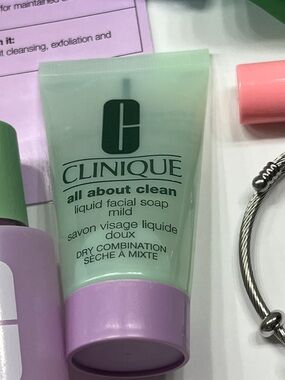 for maintained
n it:
t cleansing, exfoliation and
C
CLINIQUE
all about clean
liquid facial soap
mild
savon visage liquide
doux
DRY COMBINATION
SÈCHE A MIXTE